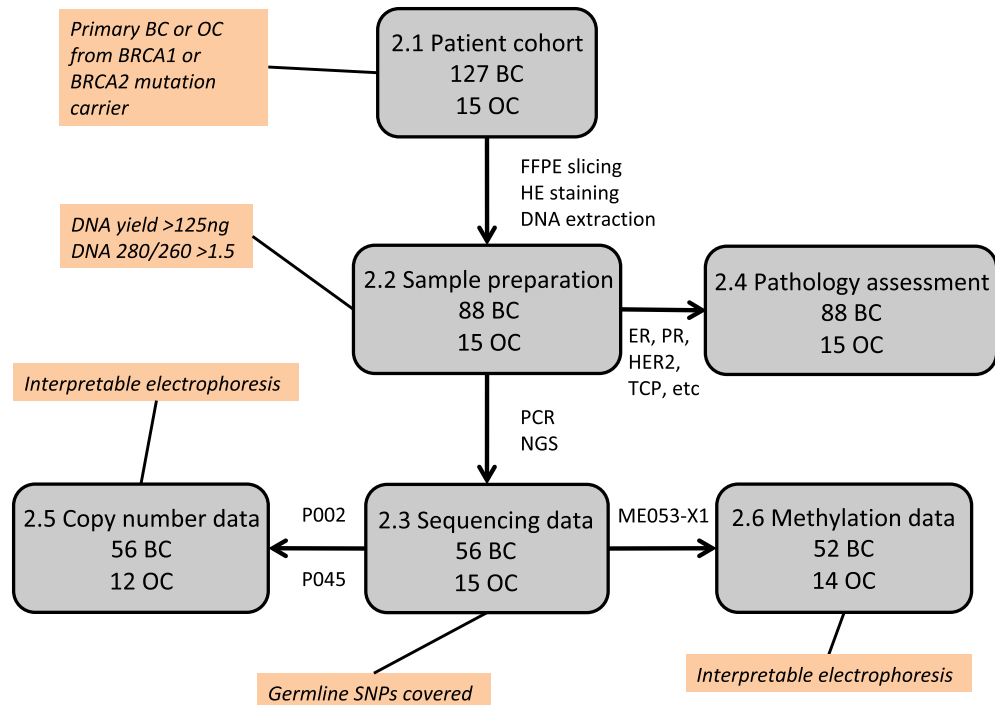 Primary BC or OC
from BRCA1 or
BRCA2 mutation
carrier
2.1 Patient cohort
127 BC
15 OC
FFPE slicing
HE staining
DNA extraction
DNA yield >125ng
DNA 280/260 >1.5
2.2 Sample preparation
88 BC
15 OC
ER, PR,
HER2,
TCP, etc
2.4 Pathology assessment
88 BC
15 OC
Interpretable electrophoresis
PCR
NGS
2.5 Copy number data
56 BC
12 OC
P002
P045
2.3 Sequencing data
56 BC
15 OC
ME053-X1
2.6 Methylation data
52 BC
14 OC
Germline SNPs covered
Interpretable electrophoresis